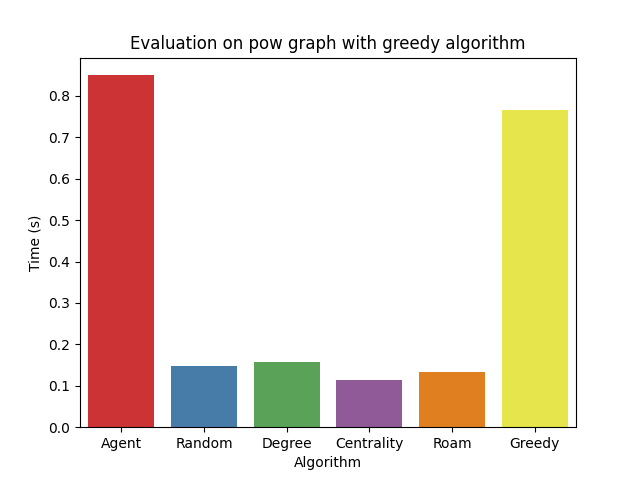 Evaluation on pow graph with greedy algorithm
Time (s)
0.8
0.7
0.6
0.5
0.4
0.3
0.2
0.1
0.0
Agent Random Degree Centrality Roam Greedy
Algorithm